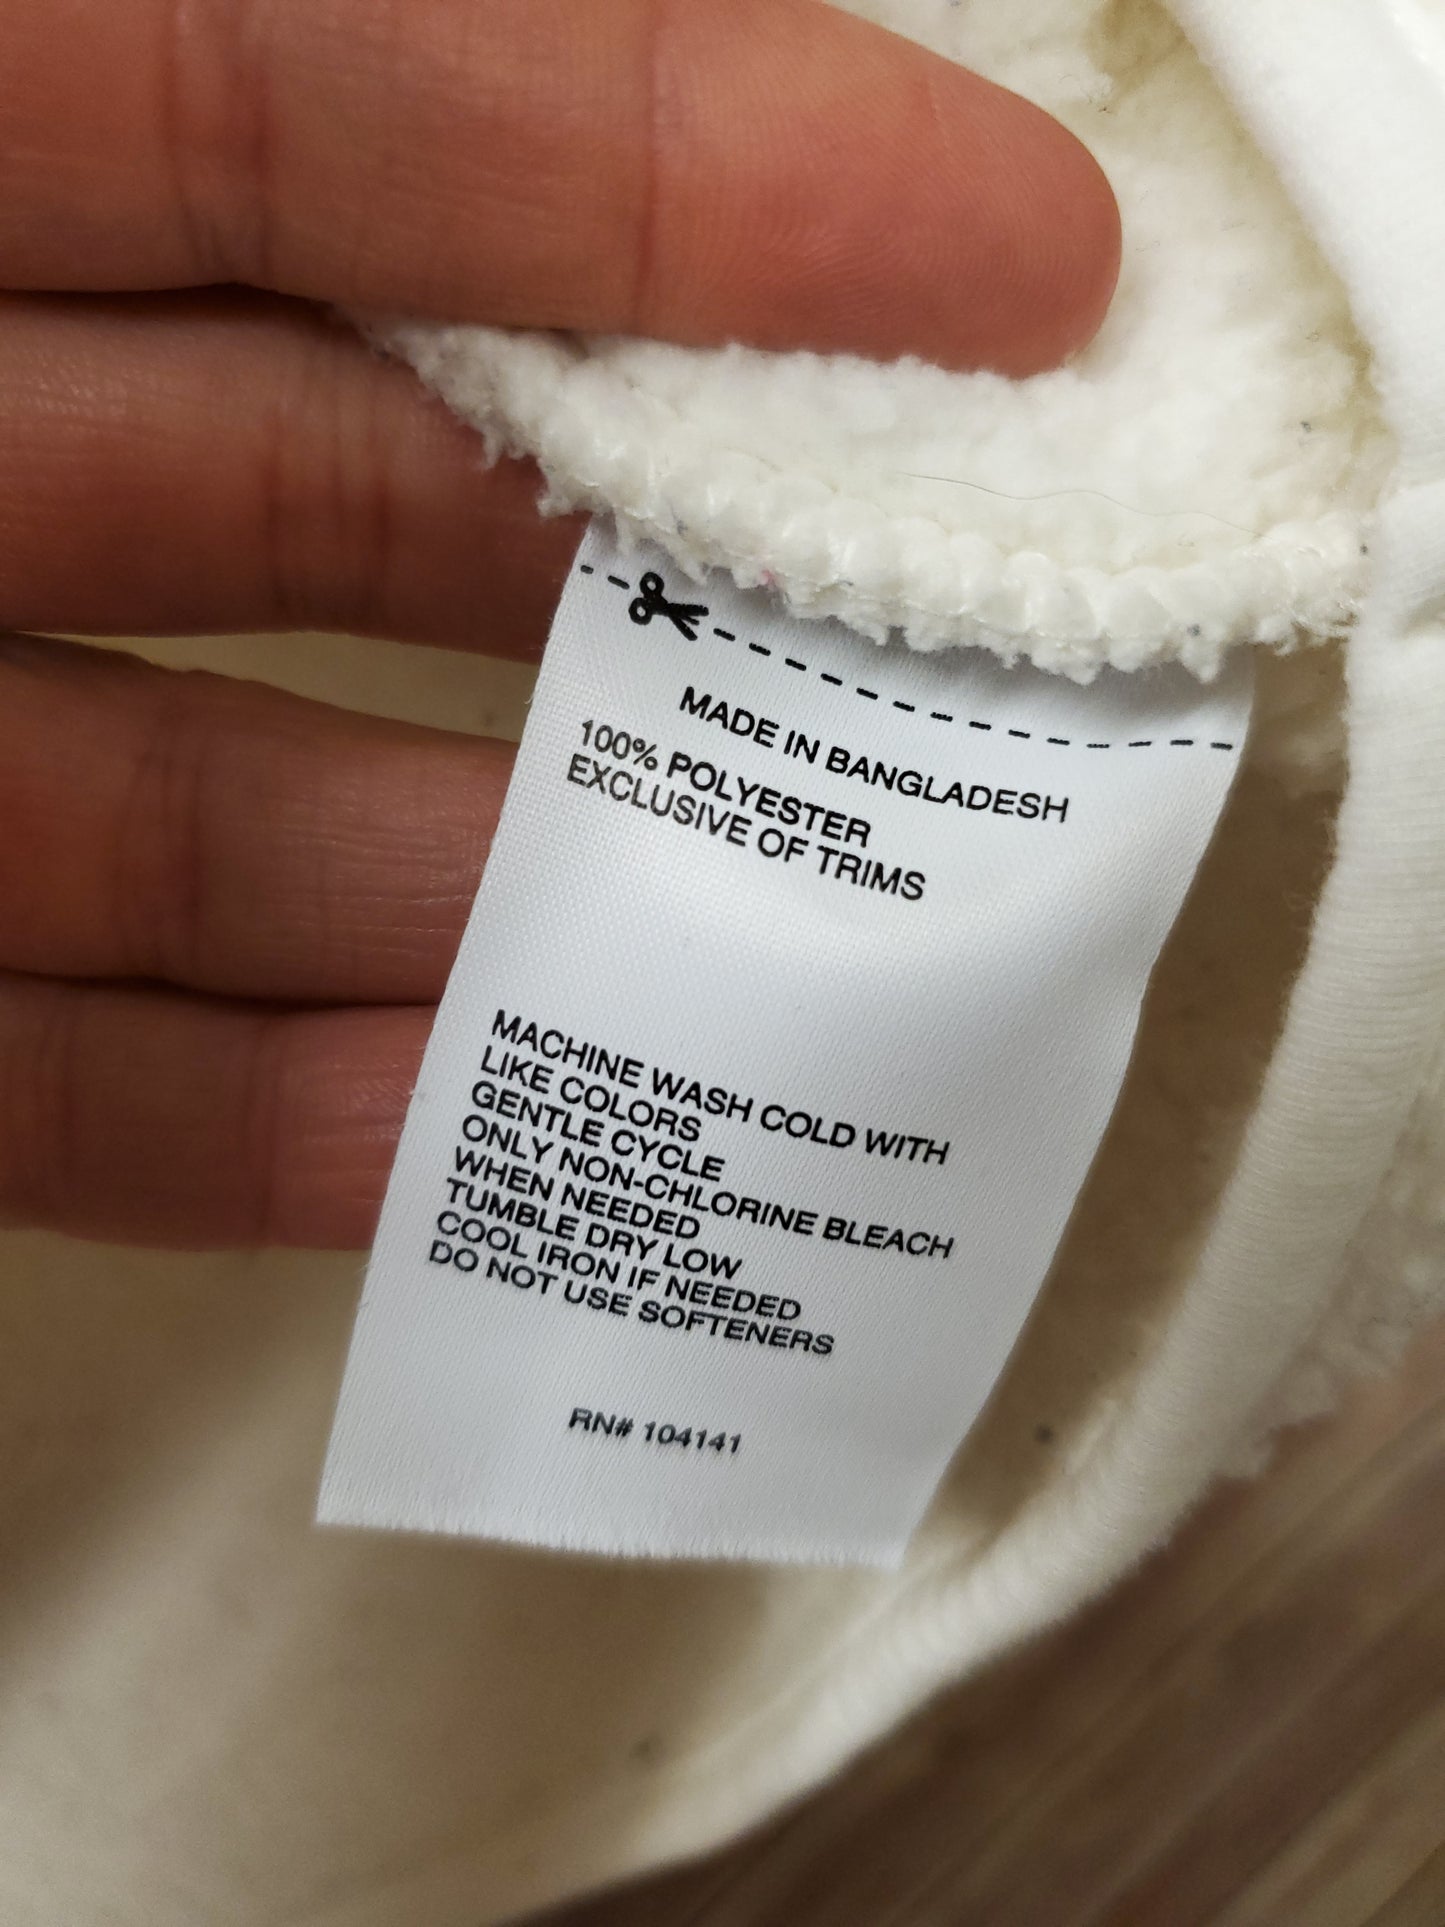 MADE IN BANGLADESH
100% POLYESTER
EXCLUSIVE OF TRIMS
MACHINE WASH COLD WITH
LIKE COLORS
GENTLE CYCLE
ONLY NON-CHLORINE BLEACH
WHEN NEEDED
TUMBLE DRY LOW
COOL IRON IF NEEDED
DO NOT USE SOFTENERS
RN# 104141